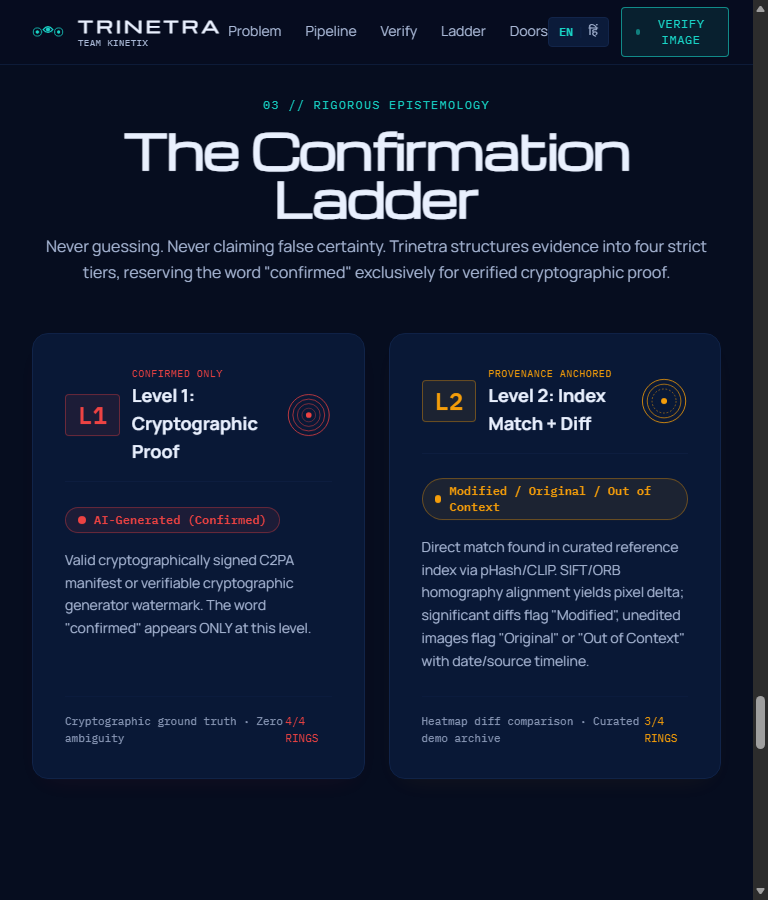 TRINETRA
TEAM KINETIX
Problem
Pipeline
Verify
Ladder
Doors
EN
हिं
VERIFY
IMAGE
03 // RIGOROUS EPISTEMOLOGY
The Confirmation
Ladder
Never guessing. Never claiming false certainty. Trinetra structures evidence into four strict
tiers, reserving the word "confirmed" exclusively for verified cryptographic proof.
L1
CONFIRMED ONLY
Level 1:
Cryptographic
Proof
AI-Generated (Confirmed)
Valid cryptographically signed C2PA
manifest or verifiable cryptographic
generator watermark. The word
"confirmed" appears ONLY at this level.
Cryptographic ground truth · Zero
ambiguity
4/4
RINGS
L2
PROVENANCE ANCHORED
Level 2: Index
Match + Diff
Modified / Original / Out of
Context
Direct match found in curated reference
index via pHash/CLIP. SIFT/ORB
homography alignment yields pixel delta;
significant diffs flag "Modified", unedited
images flag "Original" or "Out of Context"
with date/source timeline.
Heatmap diff comparison · Curated
demo archive
3/4
RINGS